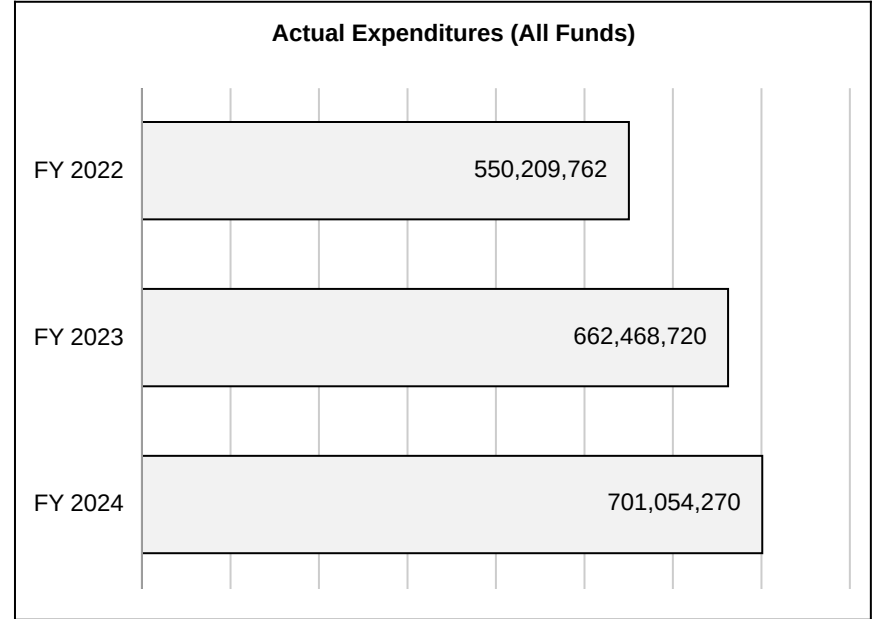 Actual Expenditures (All Funds)
FY 2022
550,209,762
FY 2023
662,468,720
FY 2024
701,054,270